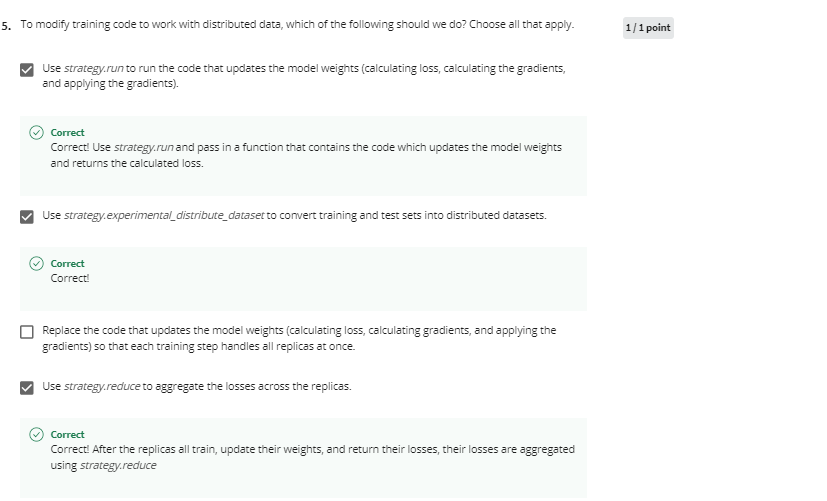 5. To modify training code to work with distributed data, which of the following should we do? Choose all that apply.
1 / 1 point
Use strategy.run to run the code that updates the model weights (calculating loss, calculating the gradients,
and applying the gradients).
Correct
Correct! Use strategy.run and pass in a function that contains the code which updates the model weights
and returns the calculated loss.
Use strategy.experimental_distribute_dataset to convert training and test sets into distributed datasets.
Correct
Correct!
Replace the code that updates the model weights (calculating loss, calculating gradients, and applying the
gradients) so that each training step handles all replicas at once.
Use strategy.reduce to aggregate the losses across the replicas.
Correct
Correct! After the replicas all train, update their weights, and return their losses, their losses are aggregated
using strategy.reduce